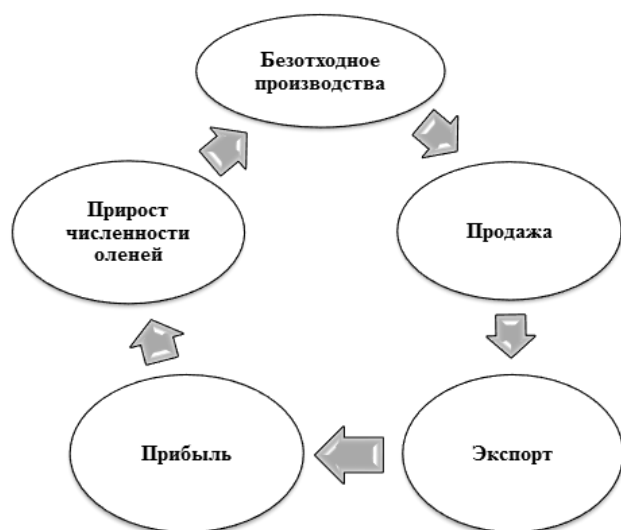 Безотходное
производства
Продажа
Экспорт
Прибыль
Прирост
численности
оленей